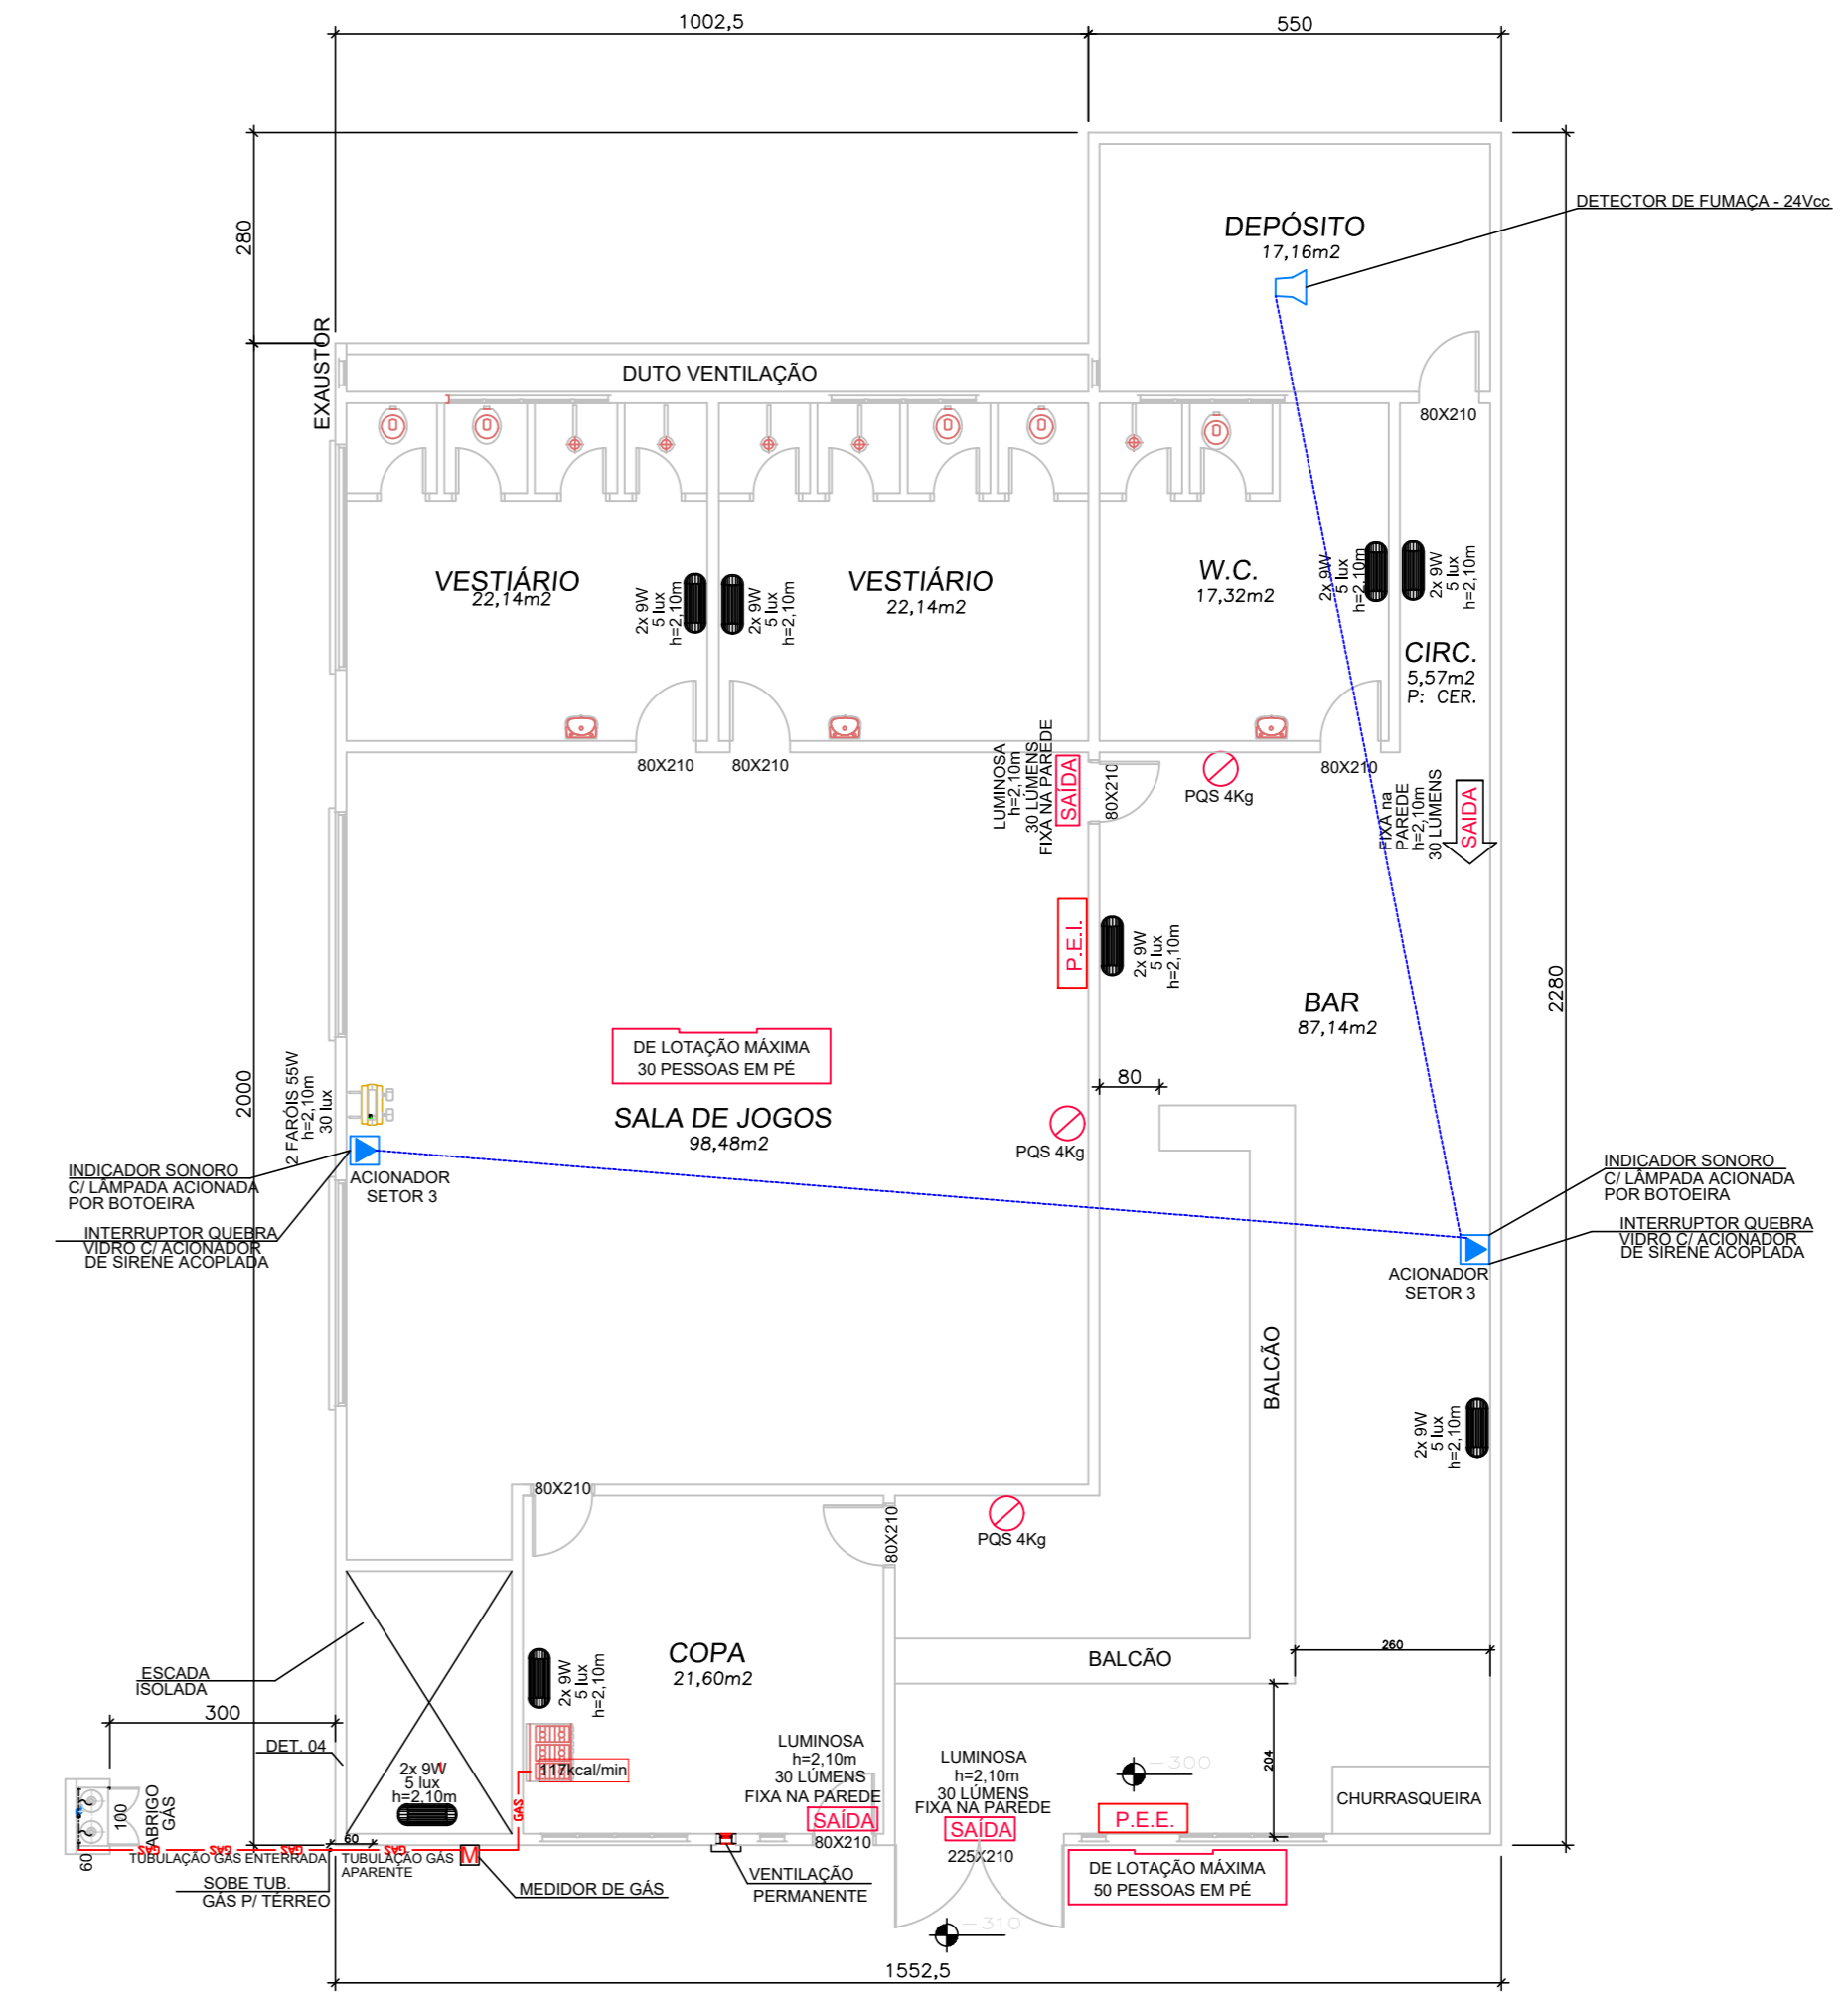 1002,5
550
280
DETECTOR DE FUMAÇA - 24Vcc
DEPÓSITO
17,16m2
EXAUSTOR
DUTO VENTILAÇÃO
80X210
VESTIÁRIO
22,14m2
2x 9W
5 lux
h=2,10m
VESTIÁRIO
22,14m2
2x 9W
5 lux
h=2,10m
W.C.
17,32m2
2x 9W
5 lux
h=2,10m
2x 9W
5 lux
h=2,10m
CIRC.
5,57m2
P: CER.
80X210
80X210
LUMINOSA
h=2,10m
30 LÚMENS
FIXA NA PAREDE
SAÍDA
80X210
PQS 4Kg
80X210
FIXA na
PAREDE
h=2,10m
30 LÚMENS
SAIDA
P.E.I.
2x 9W
5 lux
h=2,10m
BAR
87,14m2
2280
2000
DE LOTAÇÃO MÁXIMA
30 PESSOAS EM PÉ
80
SALA DE JOGOS
98,48m2
PQS 4Kg
2 FARÓIS 55W
h=2,10m
30 lux
INDICADOR SONORO
C/ LÂMPADA ACIONADA
POR BOTOEIRA
INTERRUPTOR QUEBRA
VIDRO C/ ACIONADOR
DE SIRENE ACOPLADA
ACIONADOR
SETOR 3
INDICADOR SONORO
C/ LÂMPADA ACIONADA
POR BOTOEIRA
INTERRUPTOR QUEBRA
VIDRO C/ ACIONADOR
DE SIRENE ACOPLADA
ACIONADOR
SETOR 3
BALCÃO
2x 9W
5 lux
h=2,10m
80X210
80X210
PQS 4Kg
COPA
21,60m2
2x 9W
5 lux
h=2,10m
BALCÃO
260
204
ESCADA
ISOLADA
300
DET. 04
2x 9W
5 lux
h=2,10m
117kcal/min
GAS
LUMINOSA
h=2,10m
30 LÚMENS
FIXA NA PAREDE
SAÍDA
80X210
LUMINOSA
h=2,10m
30 LÚMENS
FIXA NA PAREDE
SAÍDA
225X210
-300
P.E.E.
CHURRASQUEIRA
100
ABRIGO
GÁS
60
GAS GAS GAS GAS
60
M
TUBULAÇÃO GÁS ENTERRADA
TUBULAÇÃO GÁS
APARENTE
SOBE TUB.
GÁS P/ TÉRREO
MEDIDOR DE GÁS
VENTILAÇÃO
PERMANENTE
DE LOTAÇÃO MÁXIMA
50 PESSOAS EM PÉ
-310
1552,5